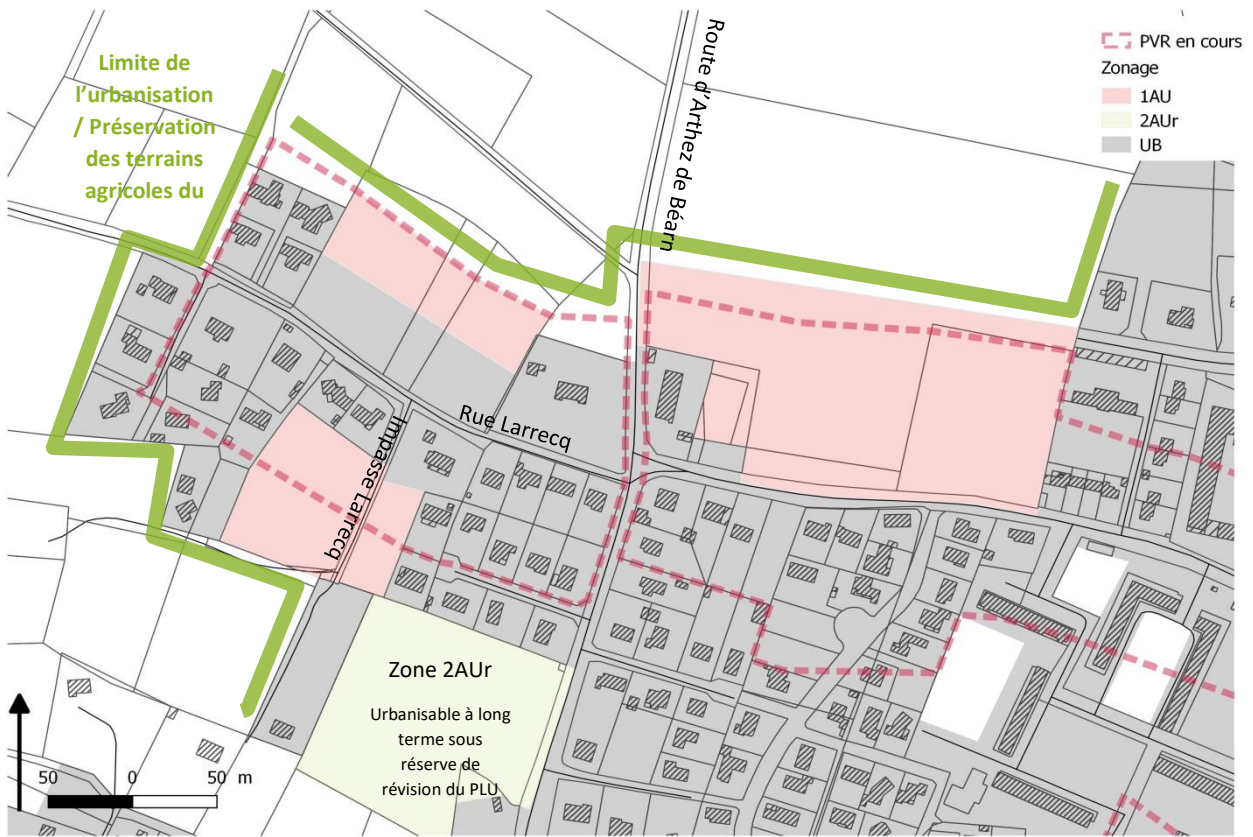 Limite de
l'urbanisation
/ Préservation
des terrains
agricoles du
Route d'Arthez de Béarn
PVR en cours
Zonage
1AU
2AUr
UB
Rue Larrecq
Impasse Larrecq
Zone 2AUr
Urbanisable à long
terme sous
réserve de
révision du PLU
50 0 50 m